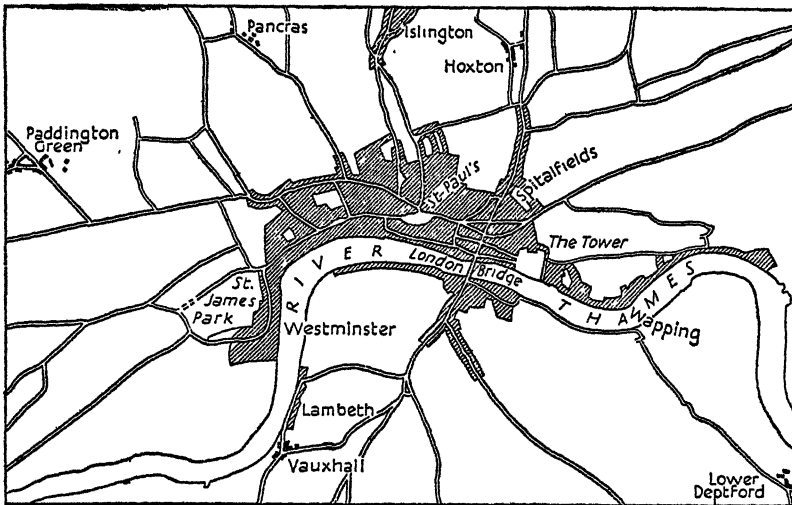 Pancras
Islington
Hoxton
Paddington
Green
St. Paul's
Spitalfields
The Tower
RIVER
London Bridge
THAMES
St.
James
Park
Westminster
Wapping
Lambeth
Vauxhall
Lower
Deptford